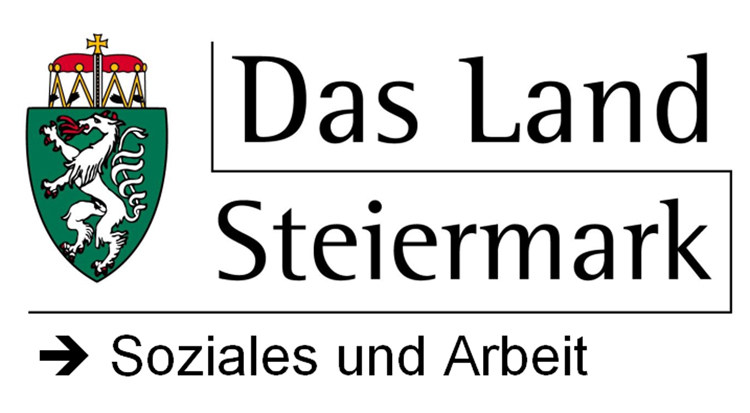 Das Land
Steiermark
➔ Soziales und Arbeit